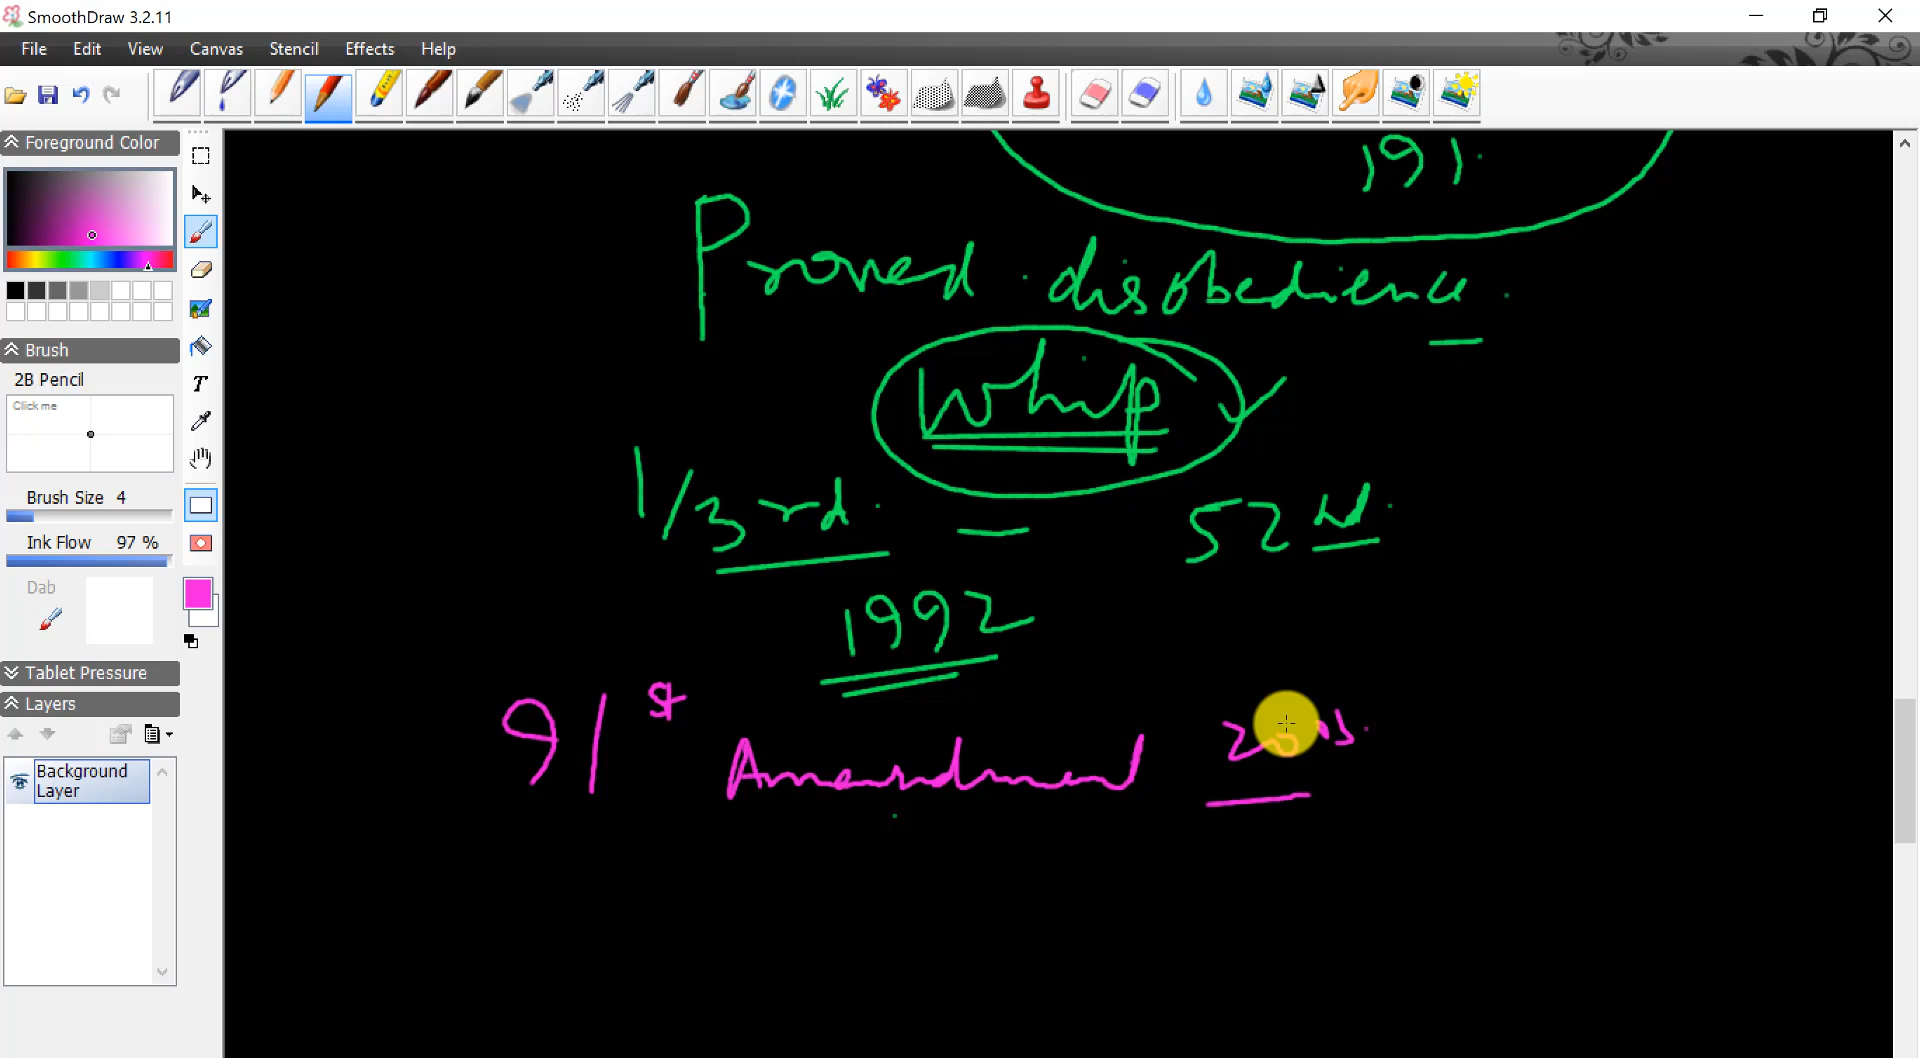 SmoothDraw 3.2.11
File Edit View Canvas Stencil Effects Help
Foreground Color
191.
Proved disobedience.
Brush
Whip
2B Pencil
Click me
Brush Size 4
1/3rd. 52nd.
Ink Flow 97 %
Dab
1992
Tablet Pressure
Layers
91st Amendment
Background
Layer